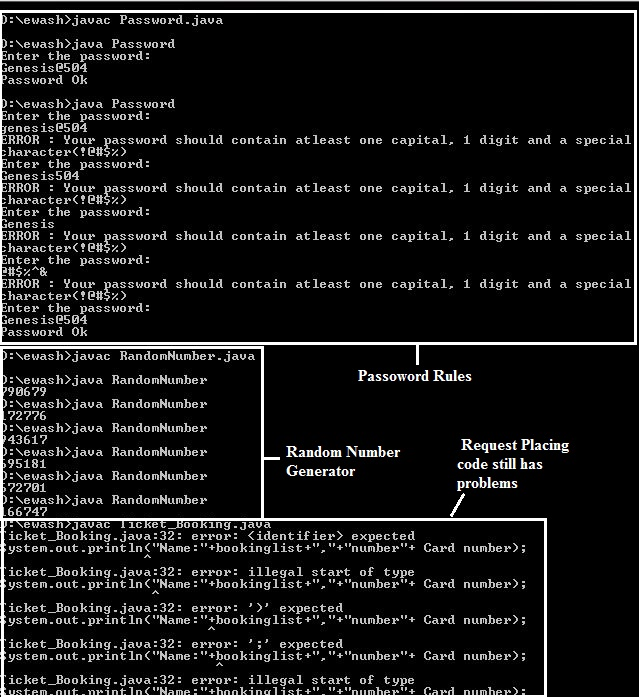 D:\ewash>javac Password.java
D:\ewash>java Password
Enter the password:
Genesis@504
Password Ok
D:\ewash>java Password
Enter the password:
genesis@504
ERROR : Your password should contain atleast one capital, 1 digit and a special
character(!@#$%)
Enter the password:
Genesis504
ERROR : Your password should contain atleast one capital, 1 digit and a special
character(!@#$%)
Enter the password:
Genesis
ERROR : Your password should contain atleast one capital, 1 digit and a special
character(!@#$%)
Enter the password:
@#$%^&
ERROR : Your password should contain atleast one capital, 1 digit and a special
character(!@#$%)
Enter the password:
Genesis@504
Password Ok
Passoword Rules
D:\ewash>javac RandomNumber.java
D:\ewash>java RandomNumber
790679
D:\ewash>java RandomNumber
172776
D:\ewash>java RandomNumber
943617
D:\ewash>java RandomNumber
595181
D:\ewash>java RandomNumber
572701
D:\ewash>java RandomNumber
166747
Random Number
Generator
Request Placing
code still has
problems
D:\ewash>javac Ticket_Booking.java
Ticket_Booking.java:32: error: <identifier> expected
System.out.println("Name:"+bookinglist+","+"number"+ Card number);
^
Ticket_Booking.java:32: error: illegal start of type
System.out.println("Name:"+bookinglist+","+"number"+ Card number);
^
Ticket_Booking.java:32: error: ')' expected
System.out.println("Name:"+bookinglist+","+"number"+ Card number);
^
Ticket_Booking.java:32: error: ';' expected
System.out.println("Name:"+bookinglist+","+"number"+ Card number);
^
Ticket_Booking.java:32: error: illegal start of type
System.out.println("Name:"+bookinglist+","+"number"+ Card number);